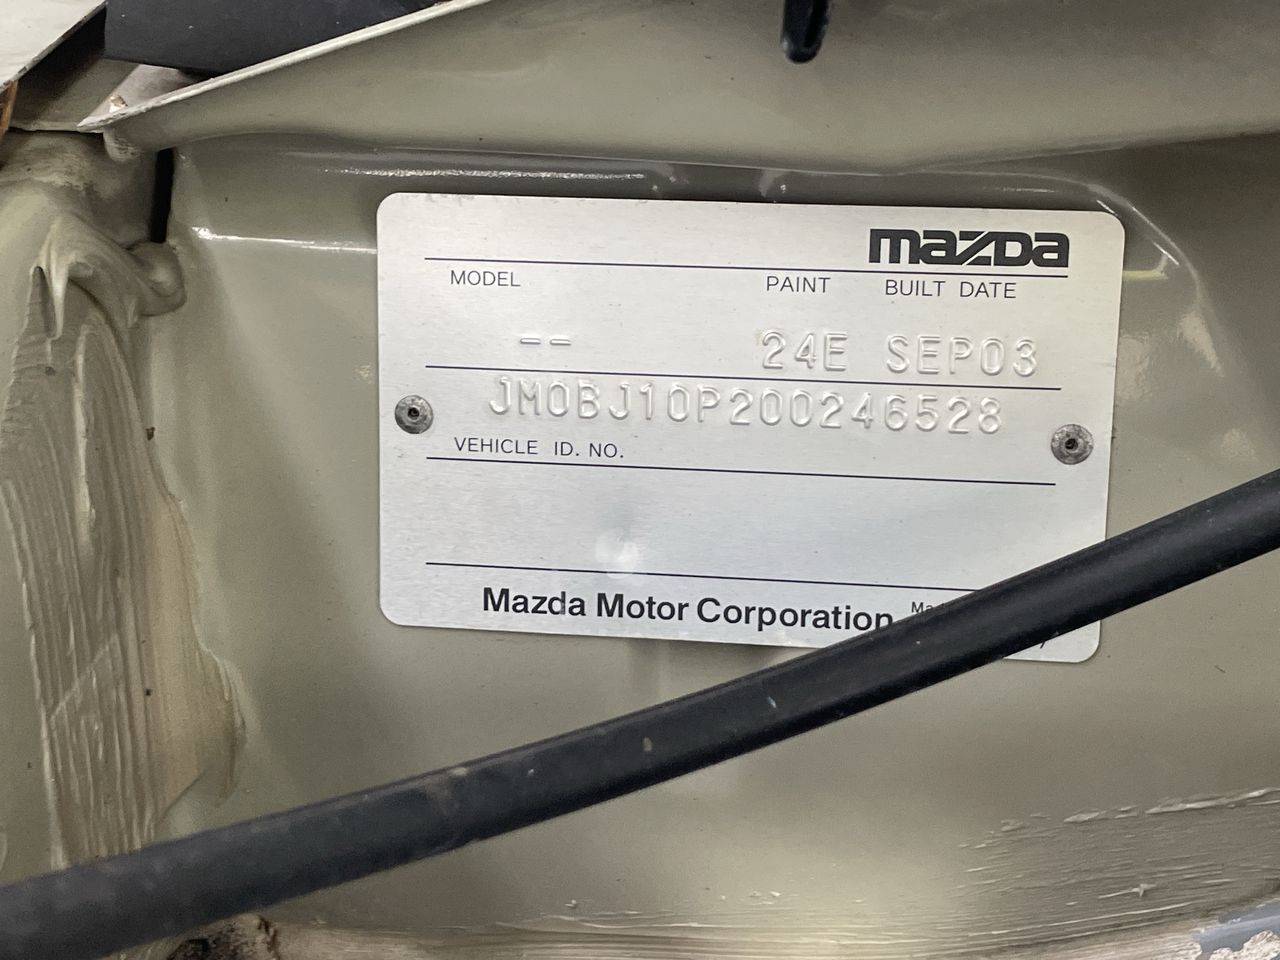 mazda
MODEL PAINT BUILT DATE
-- 24E SEP03
JM0BJ10P200246528
VEHICLE ID. NO.
Mazda Motor Corporation